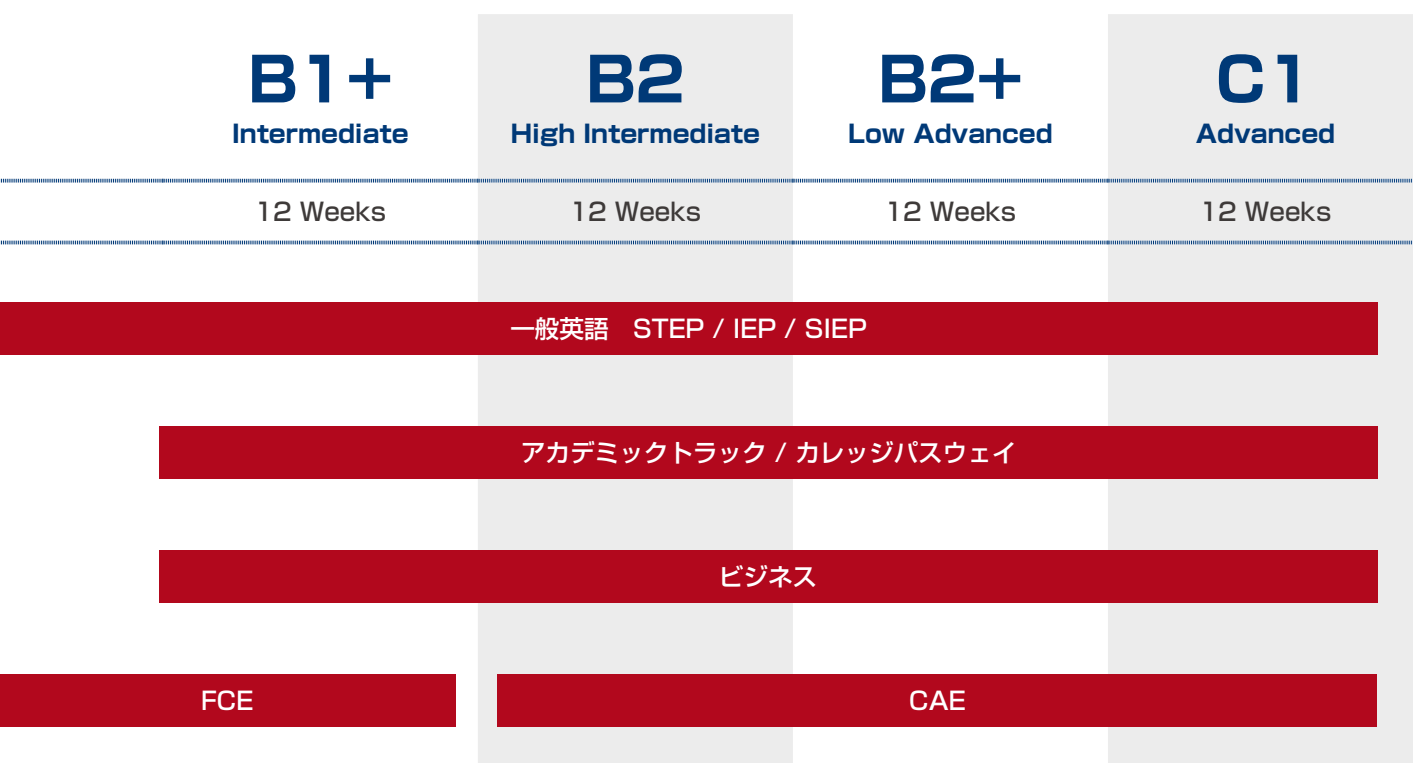 B1+ B2 B2+ C1
Intermediate High Intermediate Low Advanced Advanced
12 Weeks 12 Weeks 12 Weeks 12 Weeks
一般英語　STEP / IEP / SIEP
アカデミックトラック / カレッジパスウェイ
ビジネス
FCE CAE